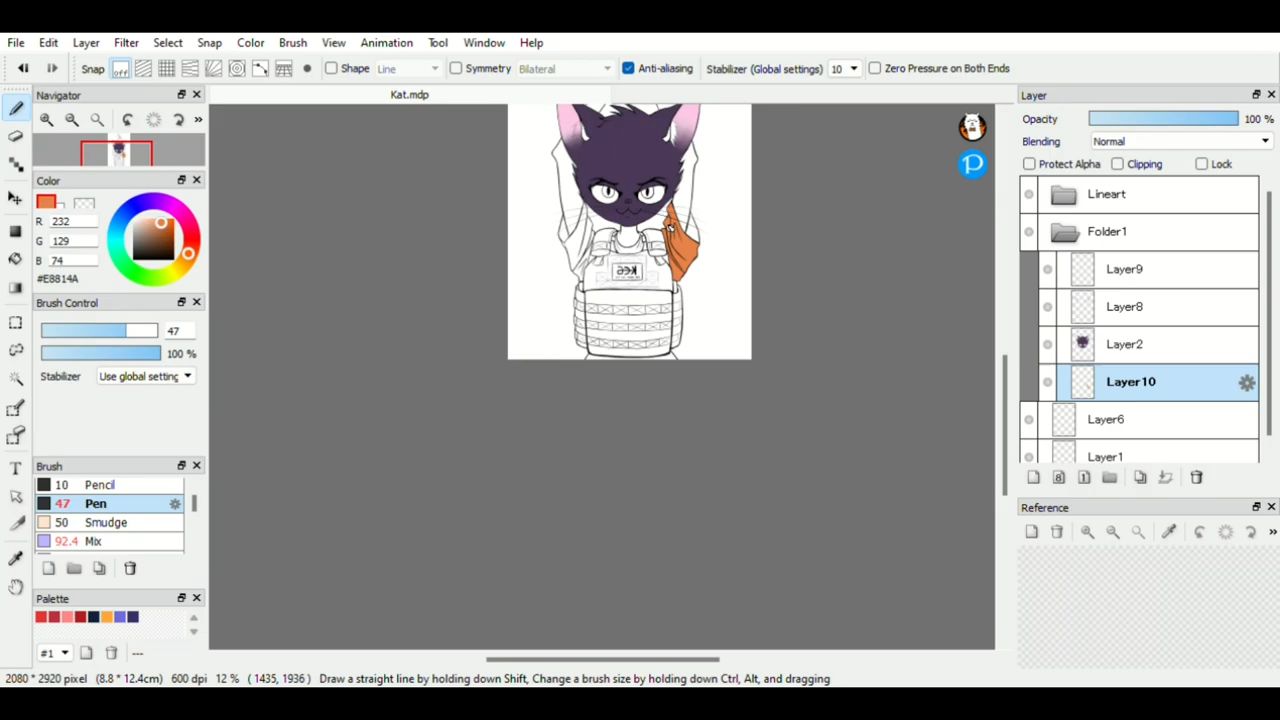 File Edit Layer Filter Select Snap Color Brush View Animation Tool Window Help
Snap off Shape Line Symmetry Bilateral Anti-aliasing Stabilizer (Global settings) 10 Zero Pressure on Both Ends
Navigator
Kat.mdp
Color
R 232
G 129
B 74
#E8814A
Brush Control
47
100 %
Stabilizer Use global setting
Brush
10 Pencil
47 Pen
50 Smudge
92.4 Mix
Palette
#1 ---
Layer
Opacity 100 %
Blending Normal
Protect Alpha Clipping Lock
Lineart
Folder1
Layer9
Layer8
Layer2
Layer10
Layer6
Layer1
8 1
Reference
2080 * 2920 pixel (8.8 * 12.4cm) 600 dpi 12 % ( 1435, 1936 ) Draw a straight line by holding down Shift, Change a brush size by holding down Ctrl, Alt, and dragging